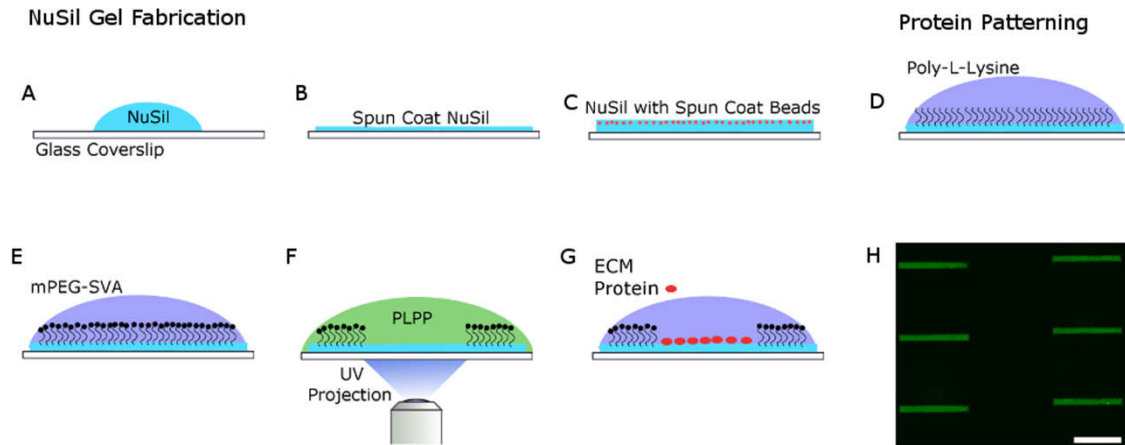 NuSil Gel Fabrication
Protein Patterning
A
NuSil
Glass Coverslip
B
Spun Coat NuSil
C
NuSil with Spun Coat Beads
D
Poly-L-Lysine
E
mPEG-SVA
F
PLPP
UV
Projection
G
ECM
Protein
H